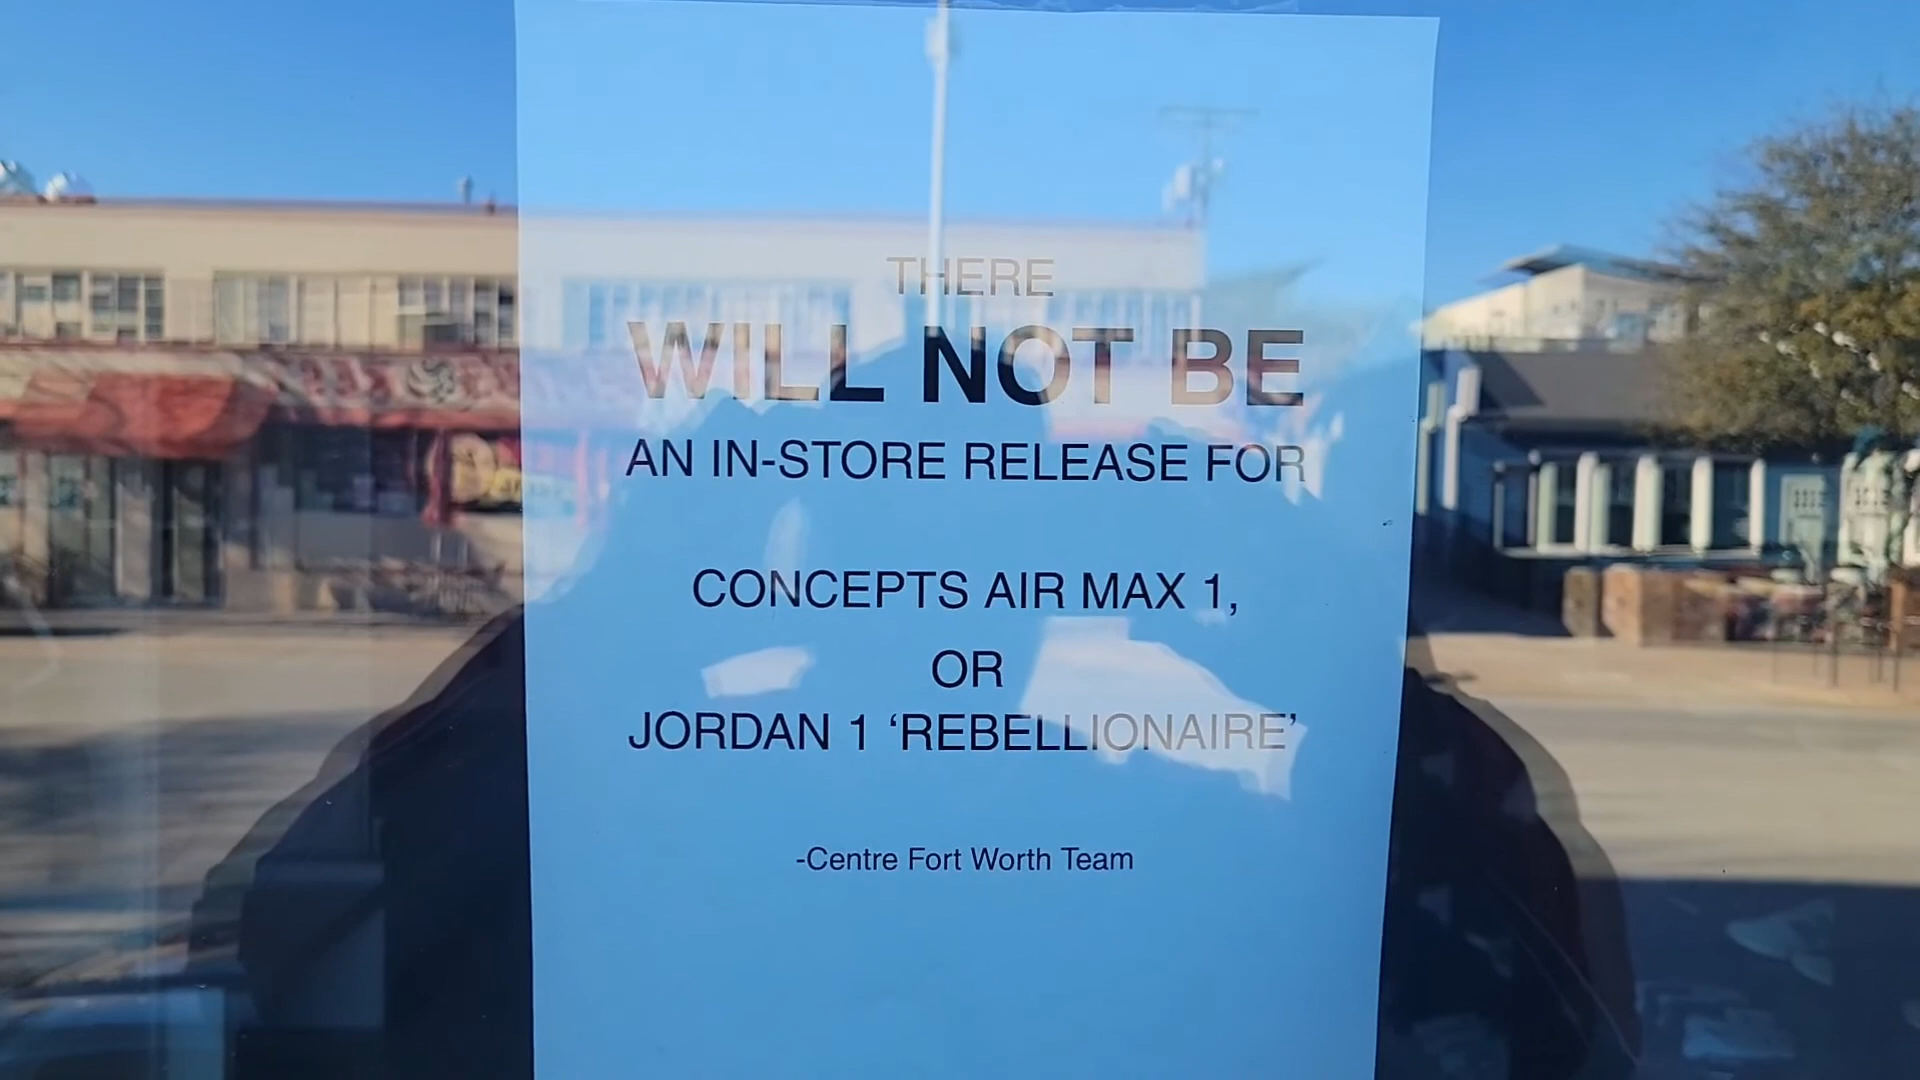 THERE
WILL NOT BE
AN IN-STORE RELEASE FOR
CONCEPTS AIR MAX 1,
OR
JORDAN 1 ‘REBELLIONAIRE’
-Centre Fort Worth Team